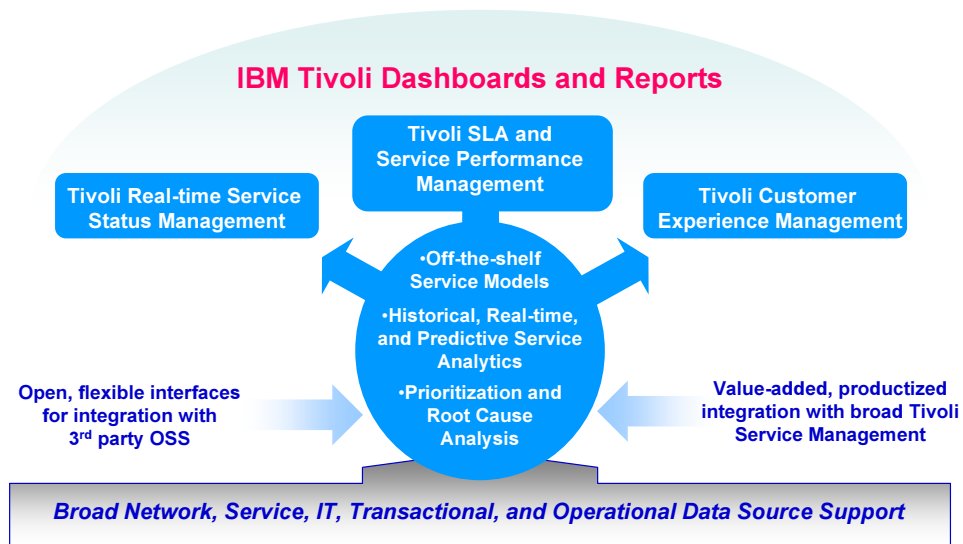 IBM Tivoli Dashboards and Reports
Tivoli SLA and
Service Performance
Management
Tivoli Real-time Service
Status Management
Tivoli Customer
Experience Management
•Off-the-shelf
Service Models
•Historical, Real-time,
and Predictive Service
Analytics
•Prioritization and
Root Cause
Analysis
Open, flexible interfaces
for integration with
3rd party OSS
Value-added, productized
integration with broad Tivoli
Service Management
Broad Network, Service, IT, Transactional, and Operational Data Source Support